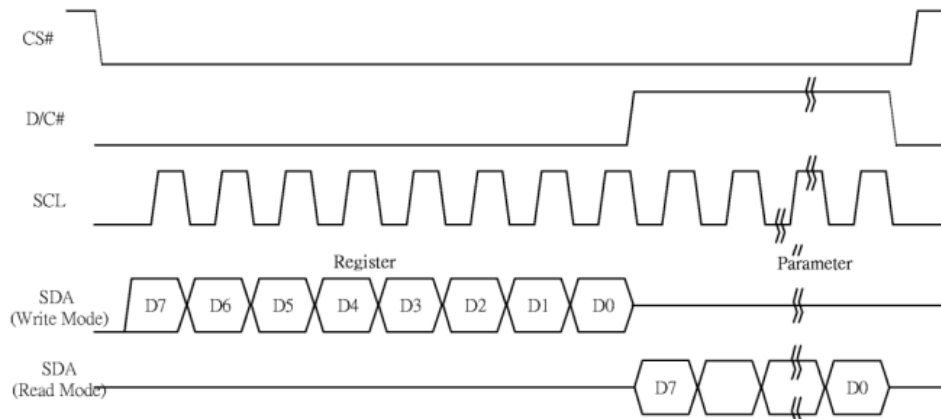 CS#
D/C#
SCL
Register
Parameter
SDA
(Write Mode)
D7 D6 D5 D4 D3 D2 D1 D0
SDA
(Read Mode)
D7 D0